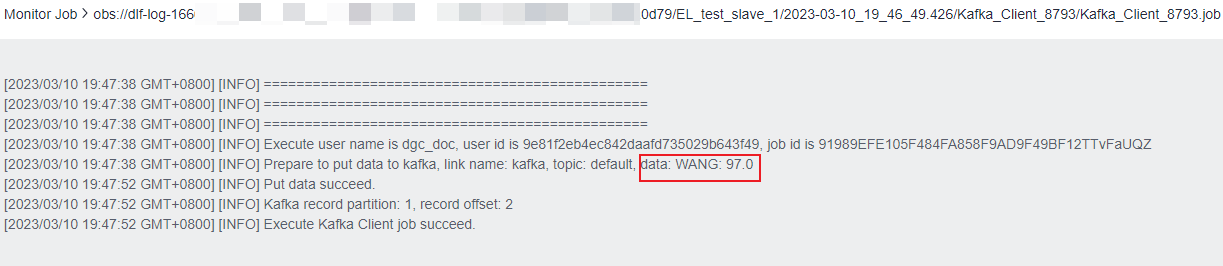 Monitor Job > obs://dlf-log-166 0d79/EL_test_slave_1/2023-03-10_19_46_49.426/Kafka_Client_8793/Kafka_Client_8793.job
[2023/03/10 19:47:38 GMT+0800] [INFO] ===============================================
[2023/03/10 19:47:38 GMT+0800] [INFO] ===============================================
[2023/03/10 19:47:38 GMT+0800] [INFO] ===============================================
[2023/03/10 19:47:38 GMT+0800] [INFO] Execute user name is dgc_doc, user id is 9e81f2eb4ec842daafd735029b643f49, job id is 91989EFE105F484FA858F9AD9F49BF12TTvFaUQZ
[2023/03/10 19:47:38 GMT+0800] [INFO] Prepare to put data to kafka, link name: kafka, topic: default, data: WANG: 97.0
[2023/03/10 19:47:52 GMT+0800] [INFO] Put data succeed.
[2023/03/10 19:47:52 GMT+0800] [INFO] Kafka record partition: 1, record offset: 2
[2023/03/10 19:47:52 GMT+0800] [INFO] Execute Kafka Client job succeed.